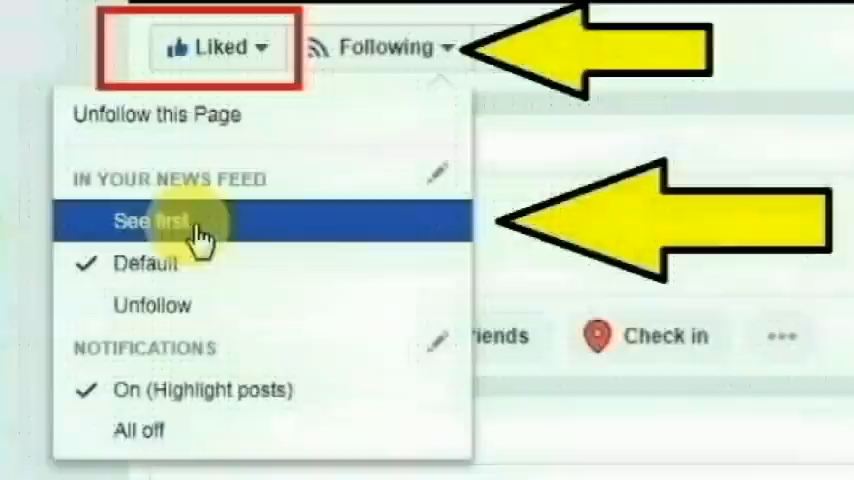 Liked Following
Unfollow this Page
IN YOUR NEWS FEED
See first
Default
Unfollow
NOTIFICATIONS
riends Check in
On (Highlight posts)
All off